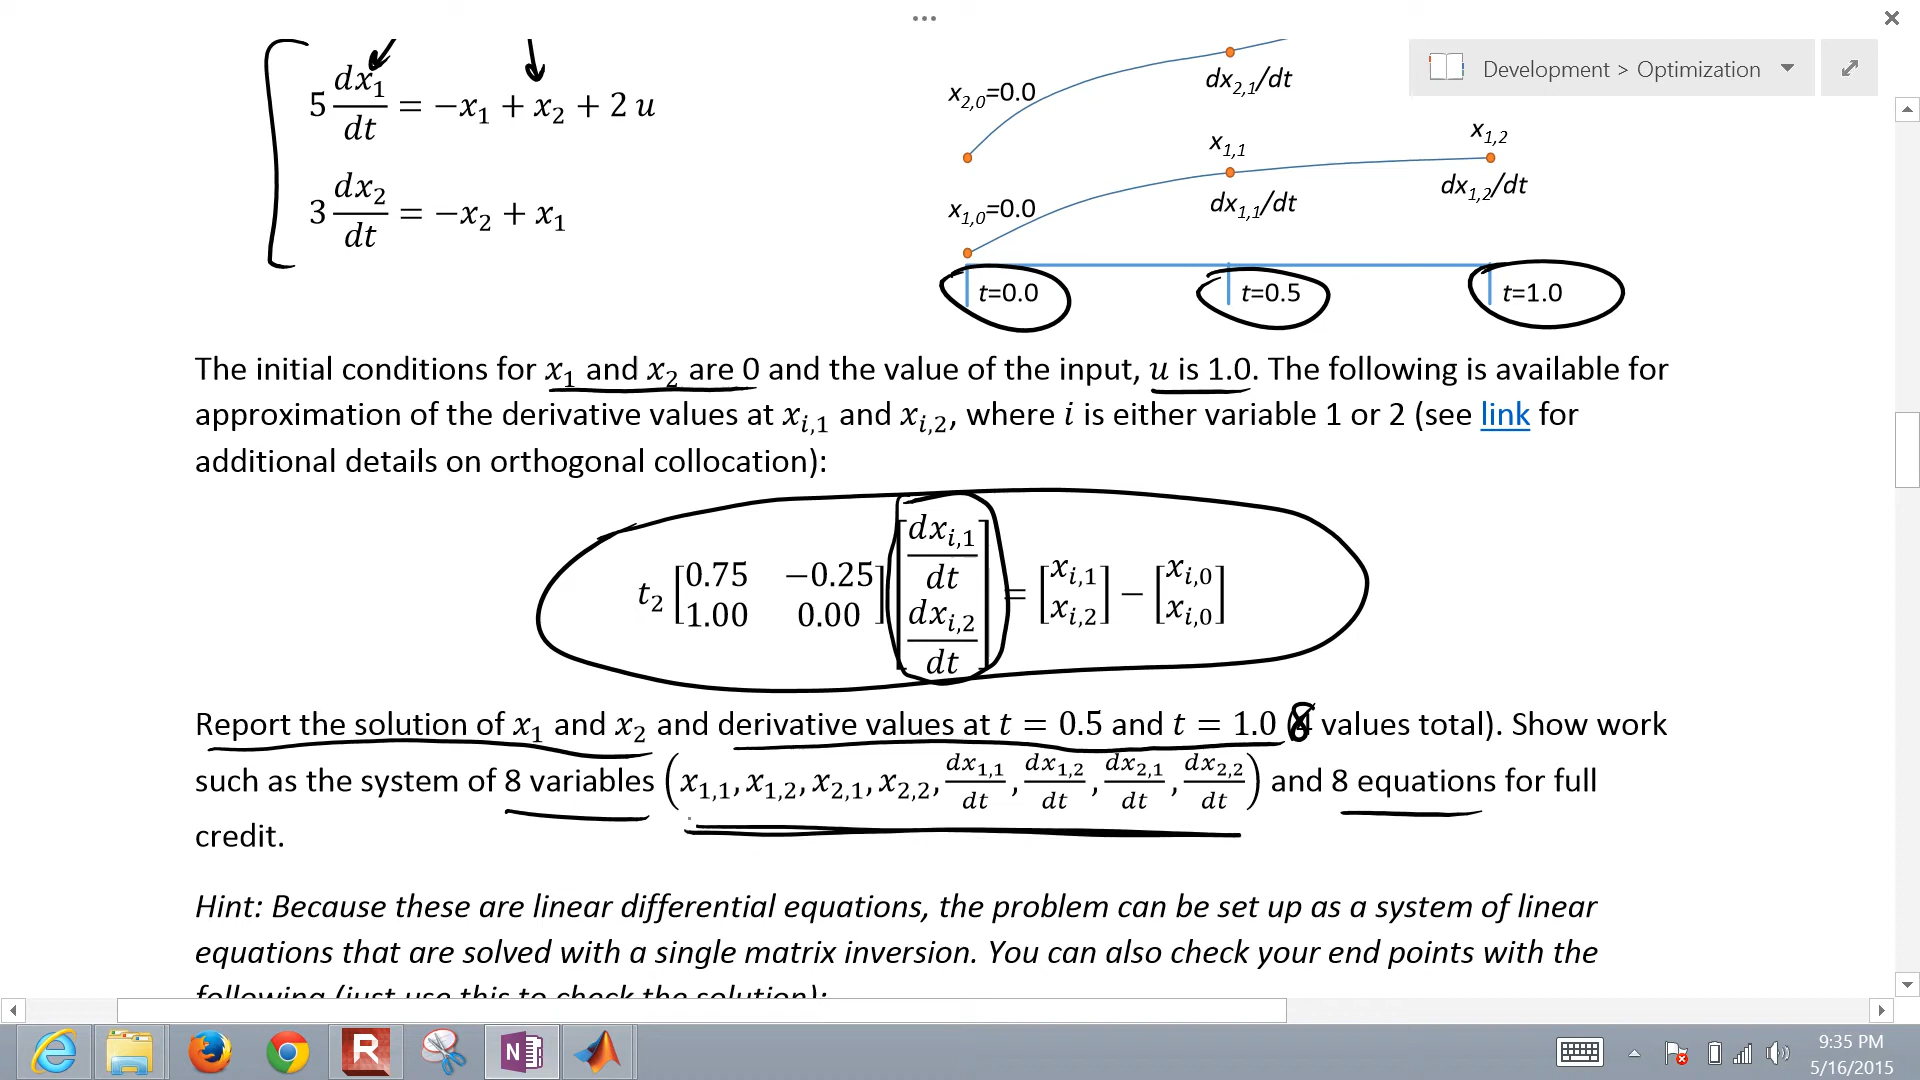 Development > Optimization
5 dx₁/dt = −x₁ + x₂ + 2 u
3 dx₂/dt = −x₂ + x₁
x₂,₀=0.0
dx₂,₁/dt
x₁,₁
x₁,₂
x₁,₀=0.0
dx₁,₁/dt
dx₁,₂/dt
t=0.0
t=0.5
t=1.0
The initial conditions for x₁ and x₂ are 0 and the value of the input, u is 1.0. The following is available for
approximation of the derivative values at xᵢ,₁ and xᵢ,₂, where i is either variable 1 or 2 (see link for
additional details on orthogonal collocation):
t₂ [0.75 −0.25; 1.00 0.00] [dxᵢ,₁/dt; dxᵢ,₂/dt] = [xᵢ,₁; xᵢ,₂] − [xᵢ,₀; xᵢ,₀]
Report the solution of x₁ and x₂ and derivative values at t = 0.5 and t = 1.0 (8 values total). Show work
such as the system of 8 variables (x₁,₁, x₁,₂, x₂,₁, x₂,₂, dx₁,₁/dt, dx₁,₂/dt, dx₂,₁/dt, dx₂,₂/dt) and 8 equations for full
credit.
Hint: Because these are linear differential equations, the problem can be set up as a system of linear
equations that are solved with a single matrix inversion. You can also check your end points with the
following (just use this to check the solution):
9:35 PM
5/16/2015